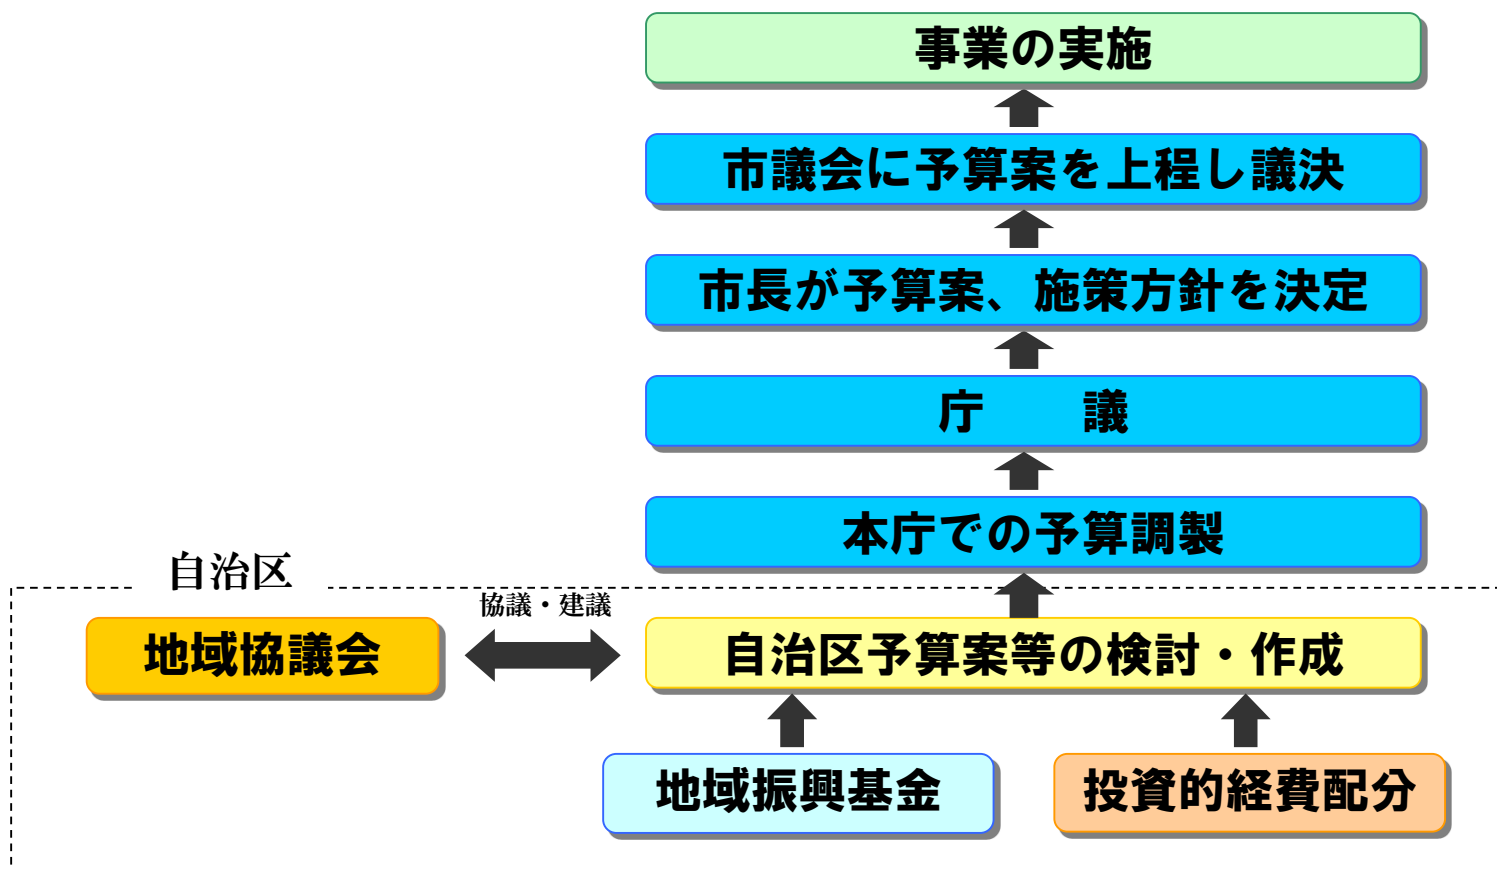 事業の実施
市議会に予算案を上程し議決
市長が予算案、施策方針を決定
庁　　議
本庁での予算調製
自治区
協議・建議
地域協議会
自治区予算案等の検討・作成
地域振興基金
投資的経費配分